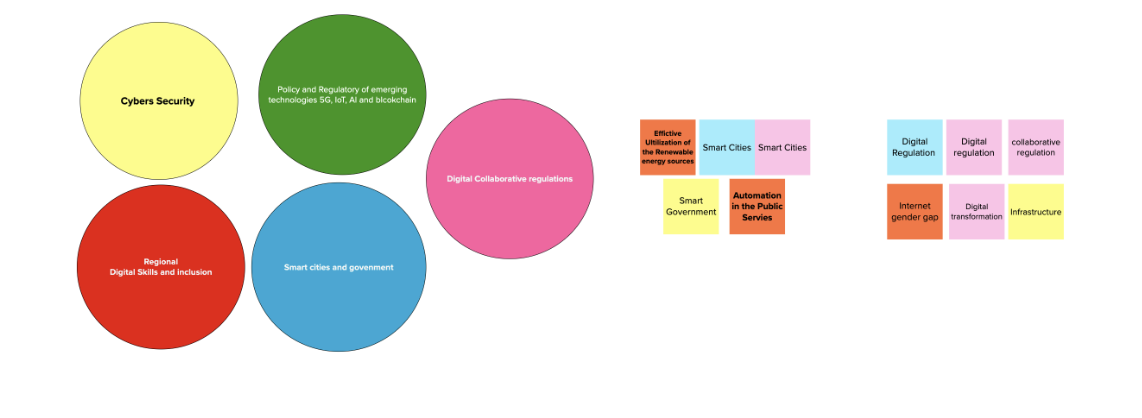 Cybers Security
Policy and Regulatory of emerging
technologies 5G, IoT, AI and blcokchain
Digital Collaborative regulations
Regional
Digital Skills and inclusion
Smart cities and govenment
Effictive
Ultilization of
the Renewable
energy sources
Smart Cities
Smart Cities
Smart
Government
Automation
in the Public
Servies
Digital
Regulation
Digital
regulation
collaborative
regulation
Internet
gender gap
Digital
transformation
Infrastructure